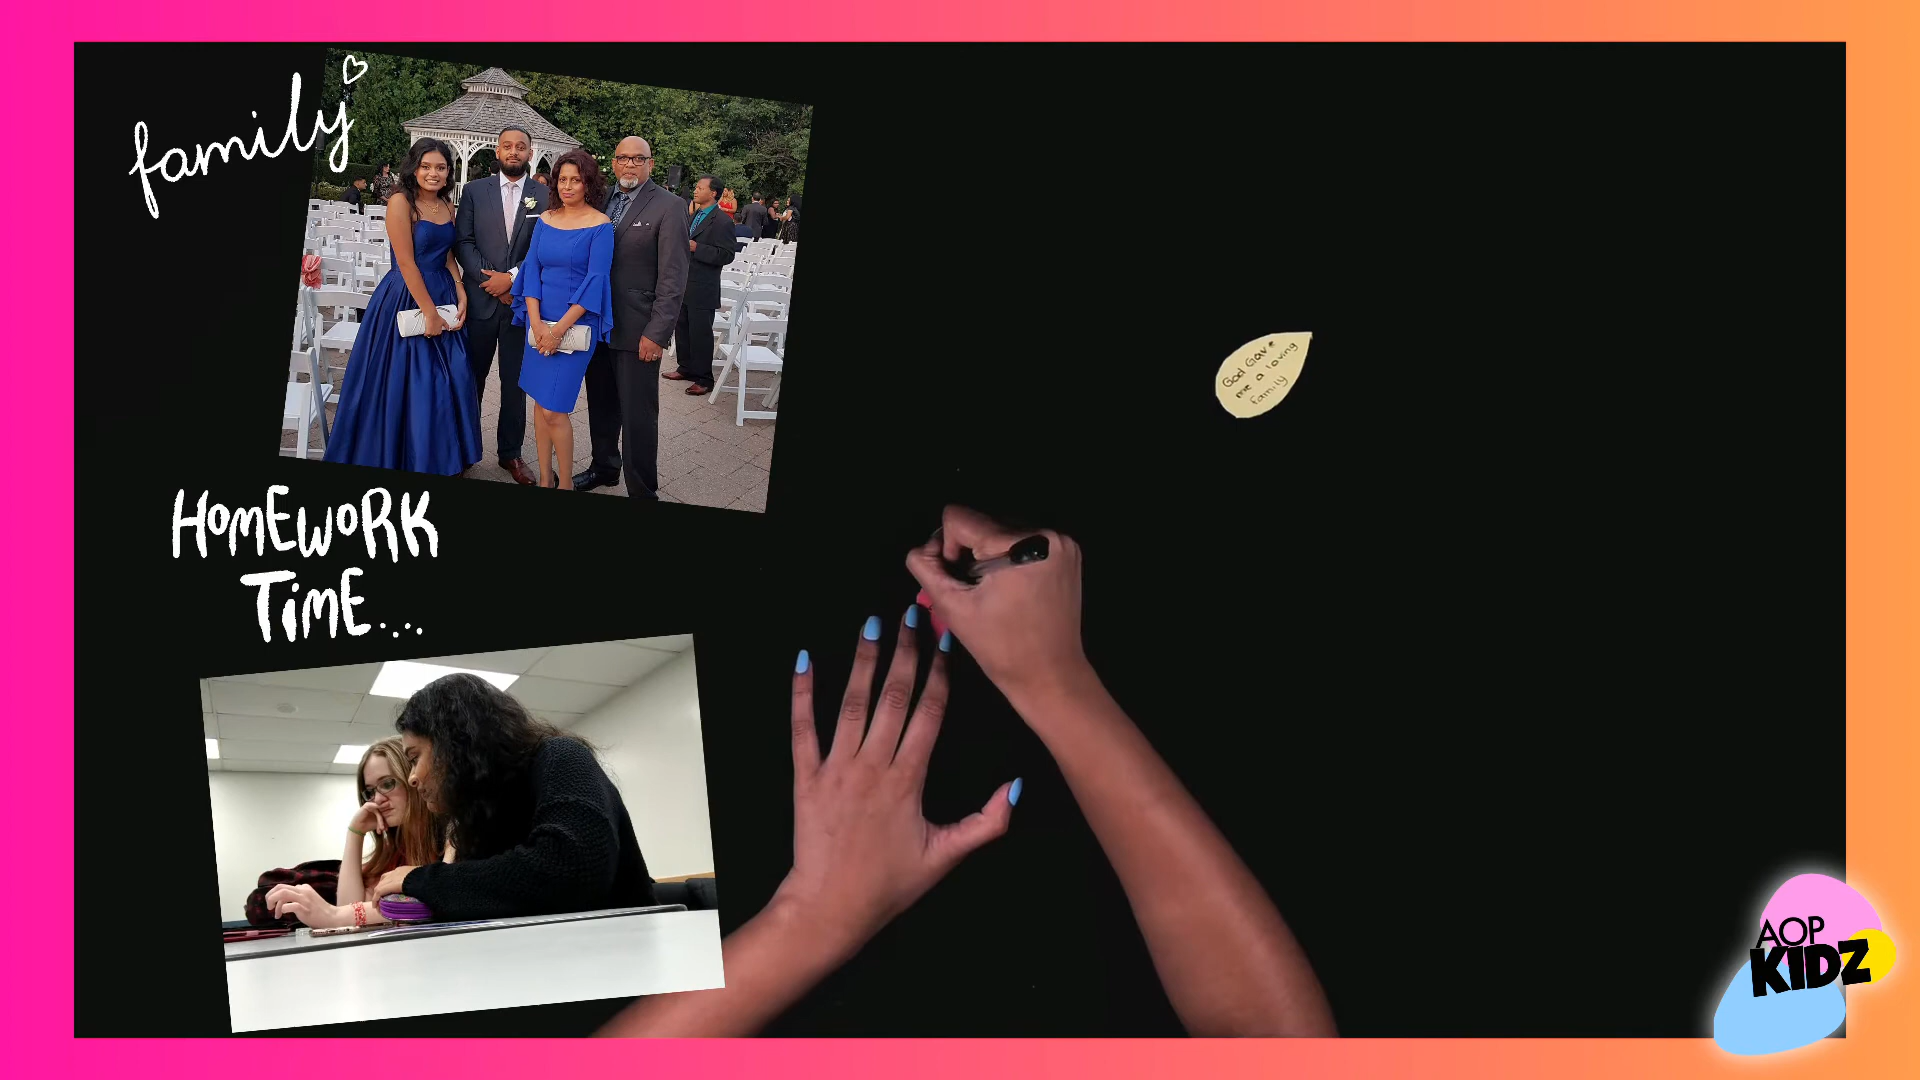 family
HOMEWORK
TIME...
God Gave
me a loving
family
AOP
KIDZ